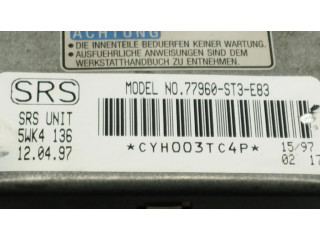 ACHTUNG
• DIE INNENTEILE BEDUERFEN KEINER WARTUNG.
• AUSFUEHRLICHE ANWEISUNGEN SIND DEM
WERKSTATTHANDBUCH ZU ENTNEHMEN.
SRS
MODEL NO.77960-ST3-E83
SRS UNIT
5WK4 136
12.04.97
*CYH003TC4P*
15/97
02 17